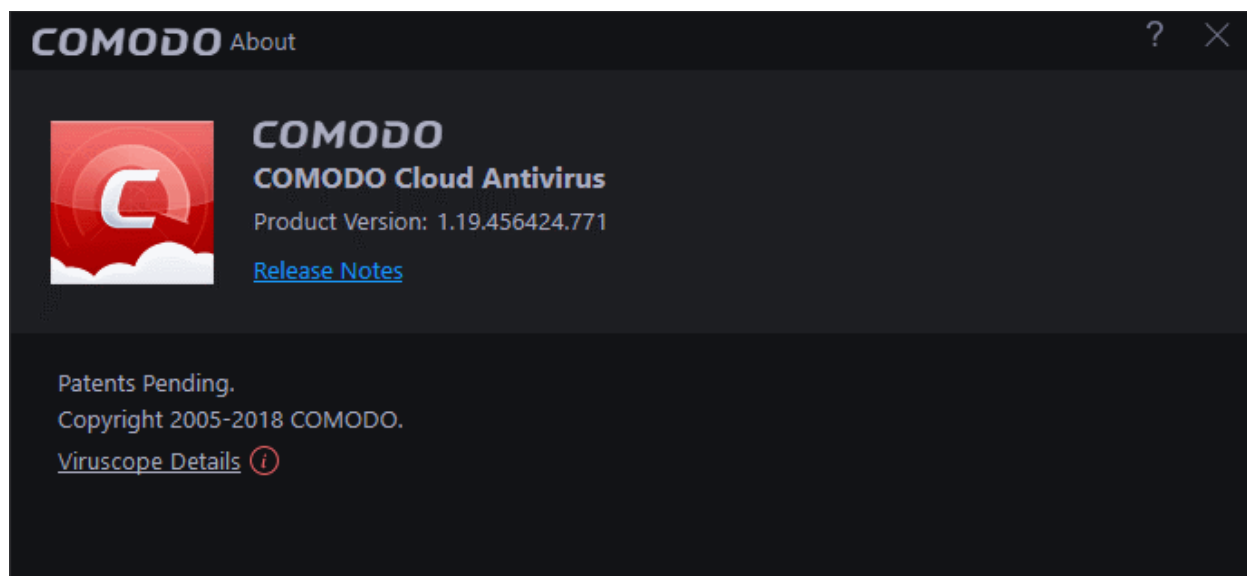 COMODO About ?
COMODO
COMODO Cloud Antivirus
Product Version: 1.19.456424.771
Release Notes
Patents Pending.
Copyright 2005-2018 COMODO.
Viruscope Details i